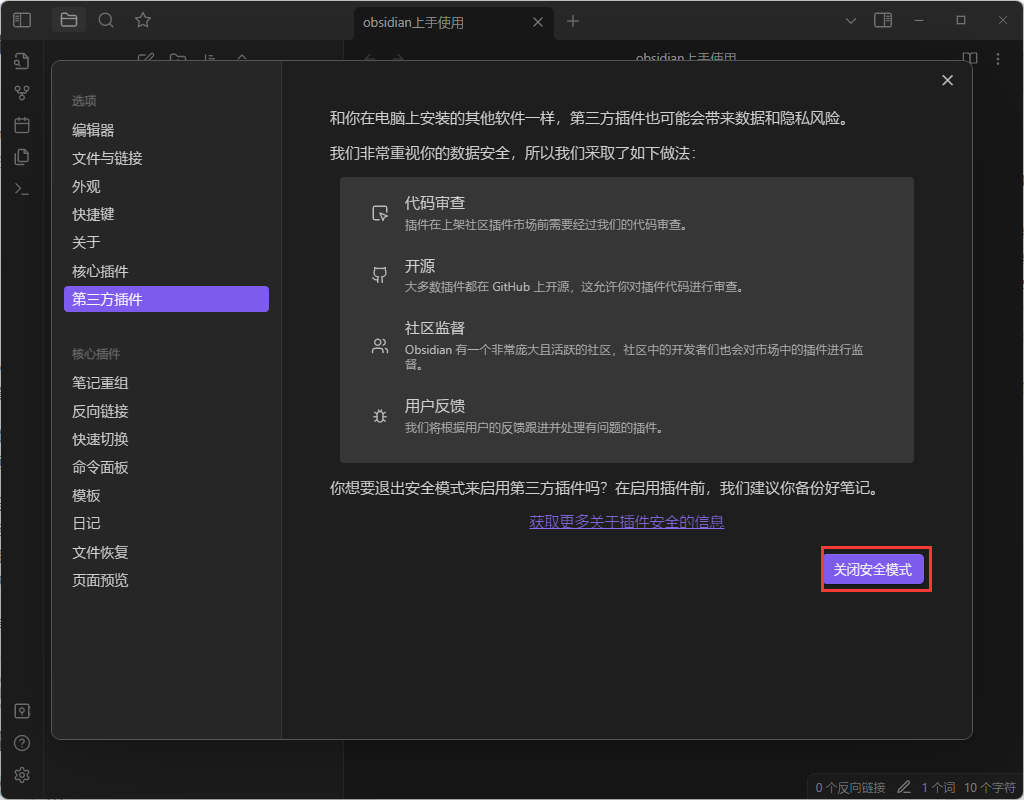 obsidian上手使用
obsidian上手使用
选项
编辑器
文件与链接
外观
快捷键
关于
核心插件
第三方插件
核心插件
笔记重组
反向链接
快速切换
命令面板
模板
日记
文件恢复
页面预览
和你在电脑上安装的其他软件一样，第三方插件也可能会带来数据和隐私风险。
我们非常重视你的数据安全，所以我们采取了如下做法：
代码审查
插件在上架社区插件市场前需要经过我们的代码审查。
开源
大多数插件都在 GitHub 上开源，这允许你对插件代码进行审查。
社区监督
Obsidian 有一个非常庞大且活跃的社区，社区中的开发者们也会对市场中的插件进行监
督。
用户反馈
我们将根据用户的反馈跟进并处理有问题的插件。
你想要退出安全模式来启用第三方插件吗？在启用插件前，我们建议你备份好笔记。
获取更多关于插件安全的信息
关闭安全模式
0 个反向链接 1 个词 10 个字符